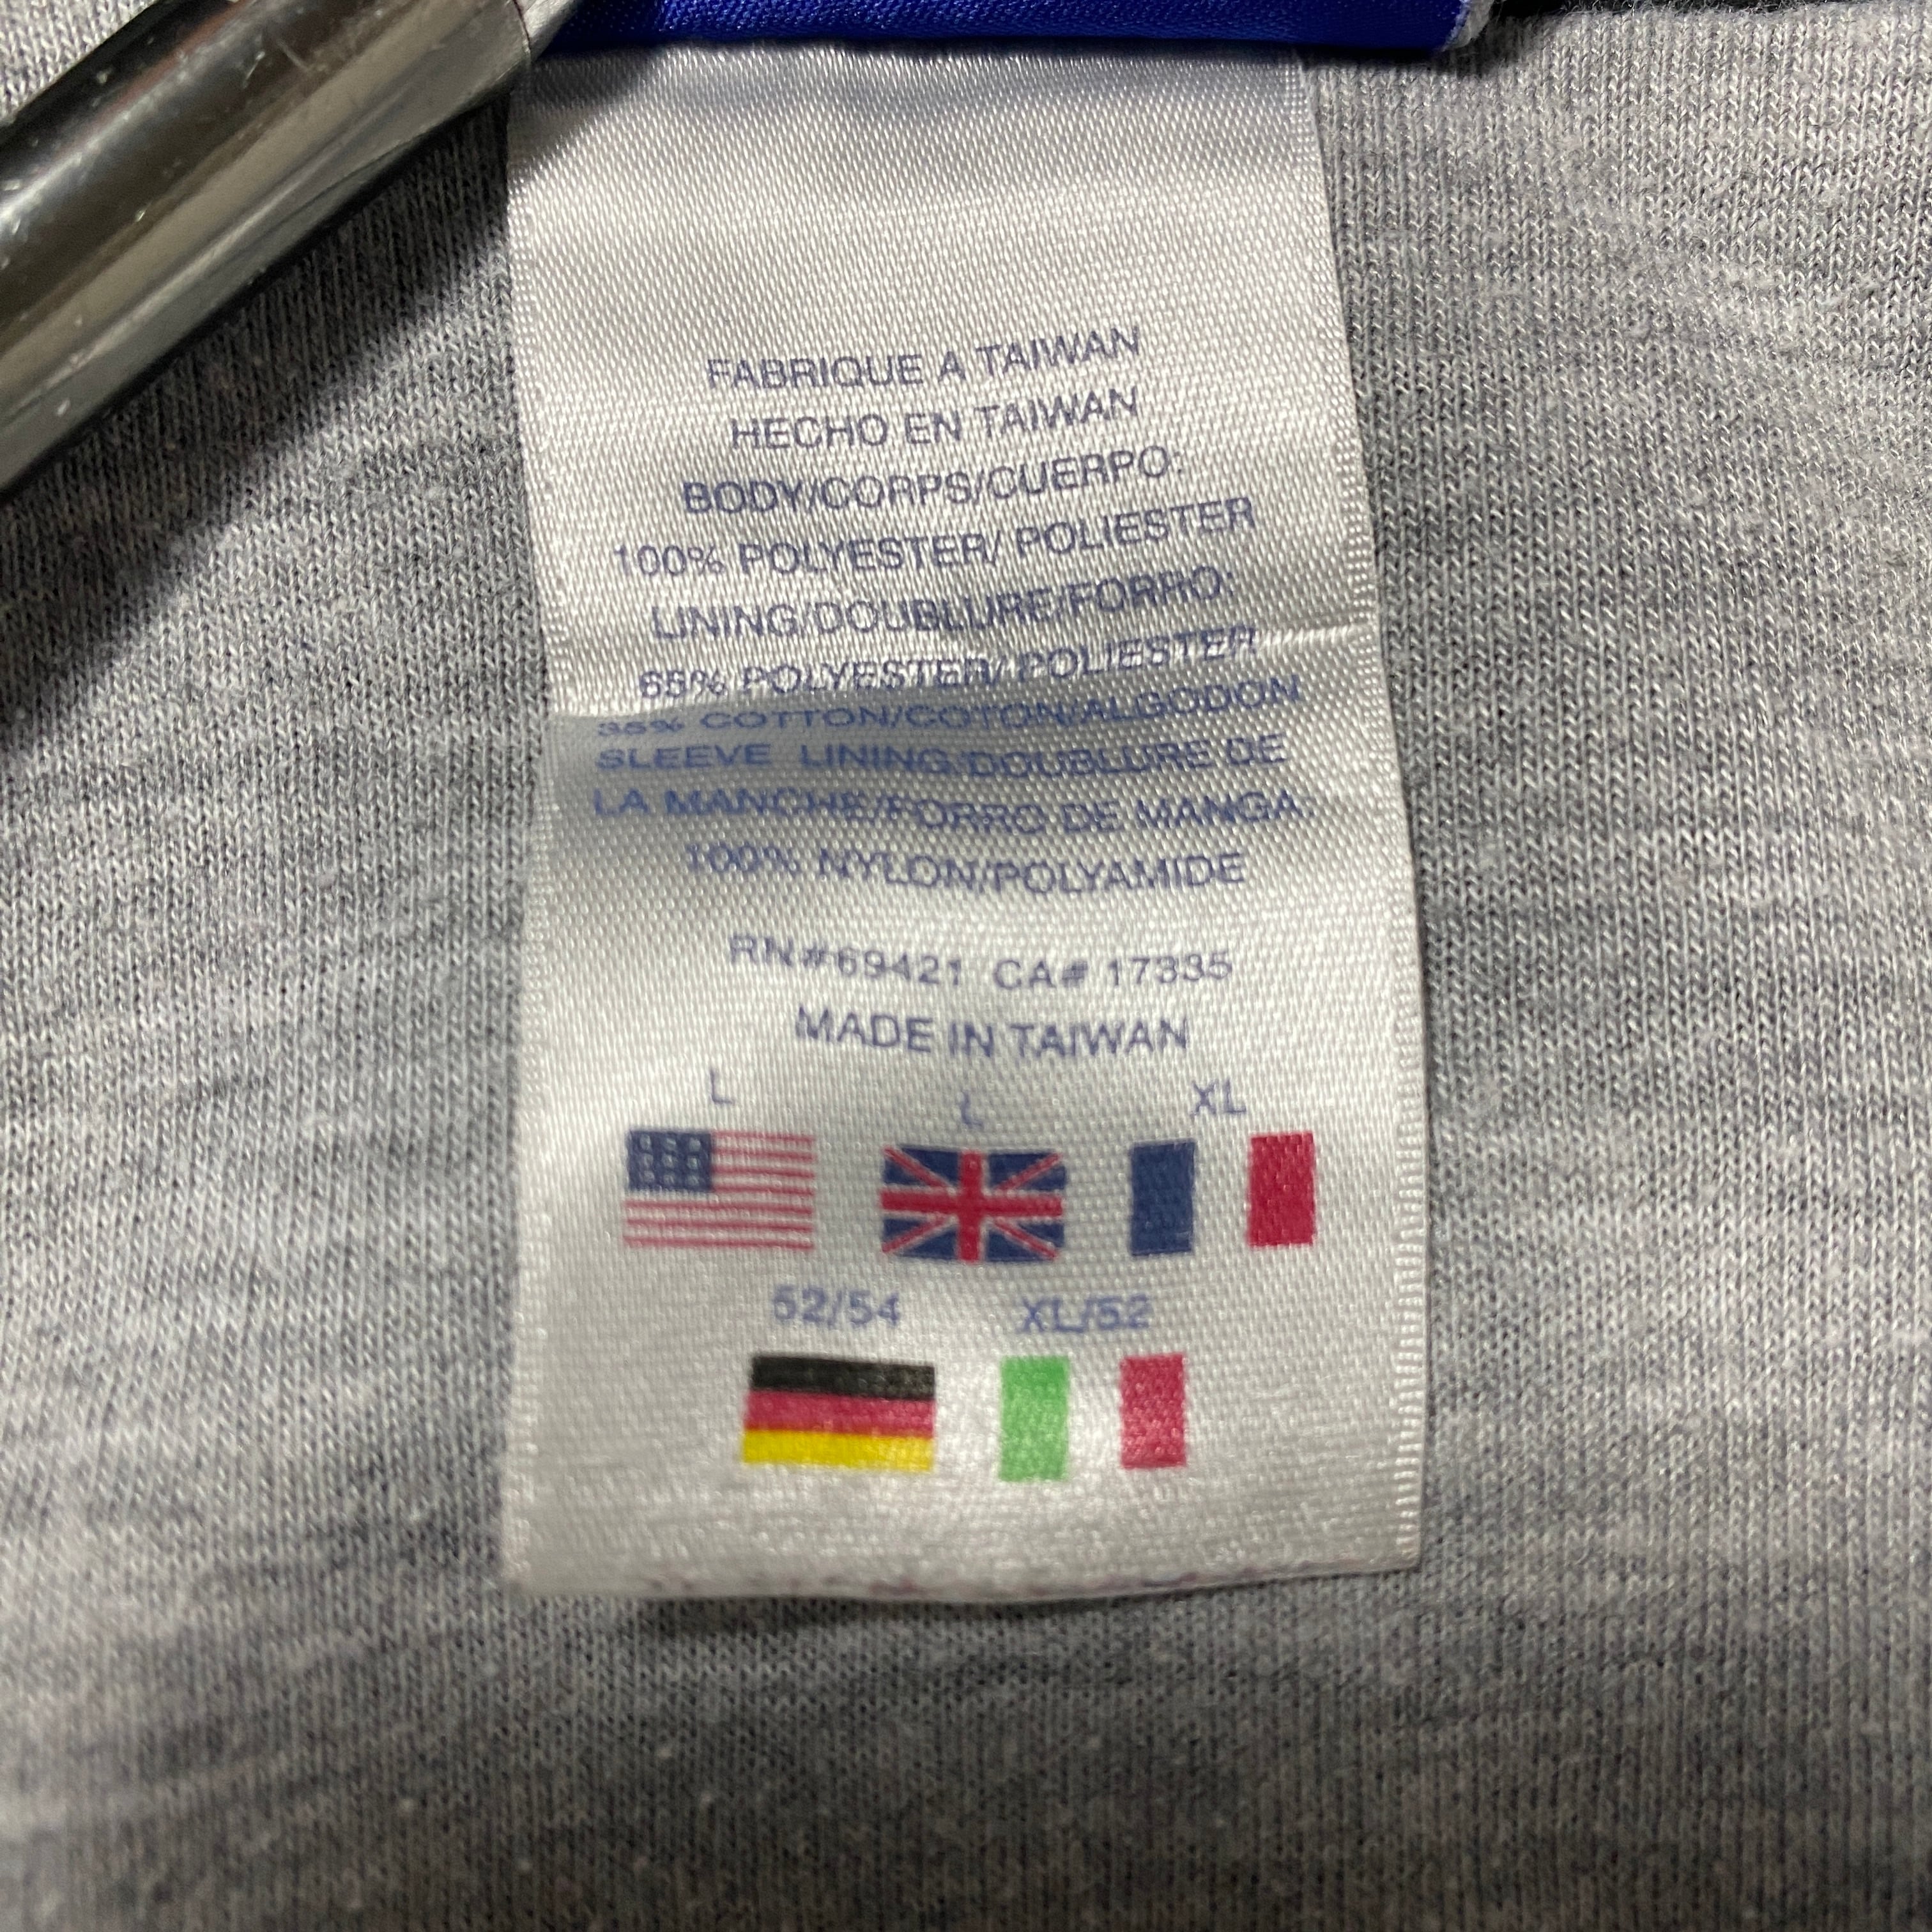 FABRIQUE A TAIWAN
HECHO EN TAIWAN
BODY/CORPS/CUERPO:
100% POLYESTER/ POLIESTER
LINING/DOUBLURE/FORRO:
65% POLYESTER/ POLIESTER
35% COTTON/COTON/ALGODON
SLEEVE LINING/DOUBLURE DE
LA MANCHE/FORRO DE MANGA:
100% NYLON/POLYAMIDE
RN#69421 CA# 17335
MADE IN TAIWAN
L L XL
52/54 XL/52